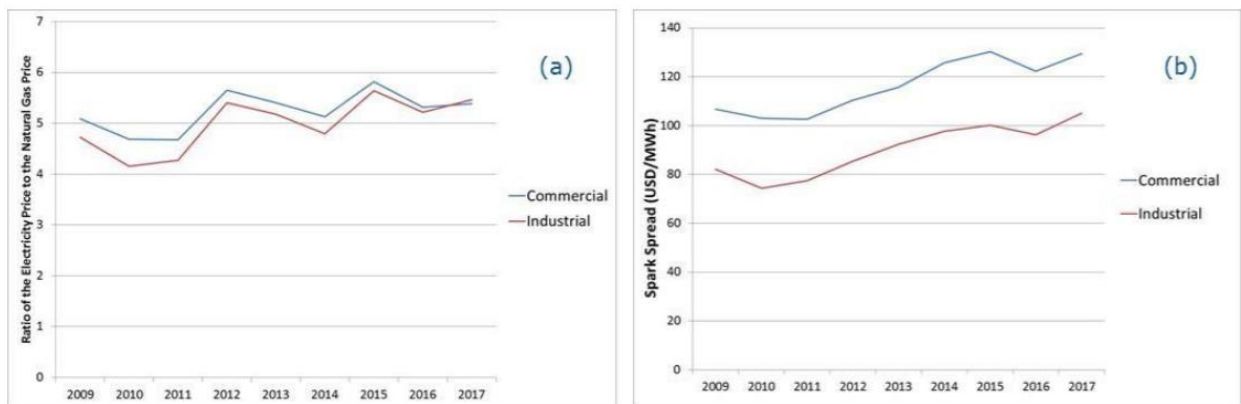 Ratio of the Electricity Price to the Natural Gas Price
7
6
5
4
3
2
1
0
2009 2010 2011 2012 2013 2014 2015 2016 2017
(a)
Commercial
Industrial
Spark Spread (USD/MWh)
140
120
100
80
60
40
20
0
2009 2010 2011 2012 2013 2014 2015 2016 2017
(b)
Commercial
Industrial